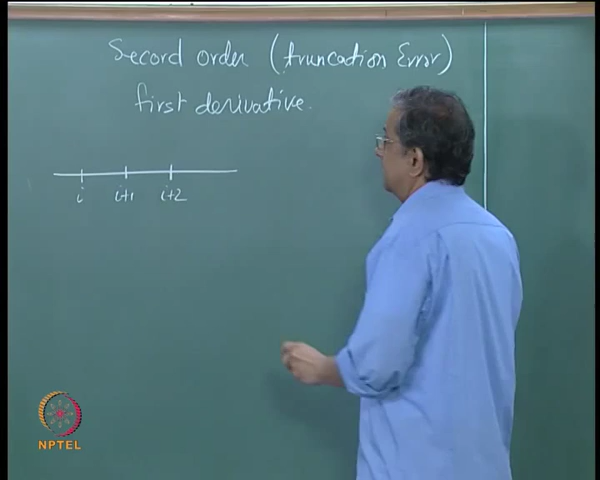 Second order (truncation Error)
first derivative.
i i+1 i+2
NPTEL